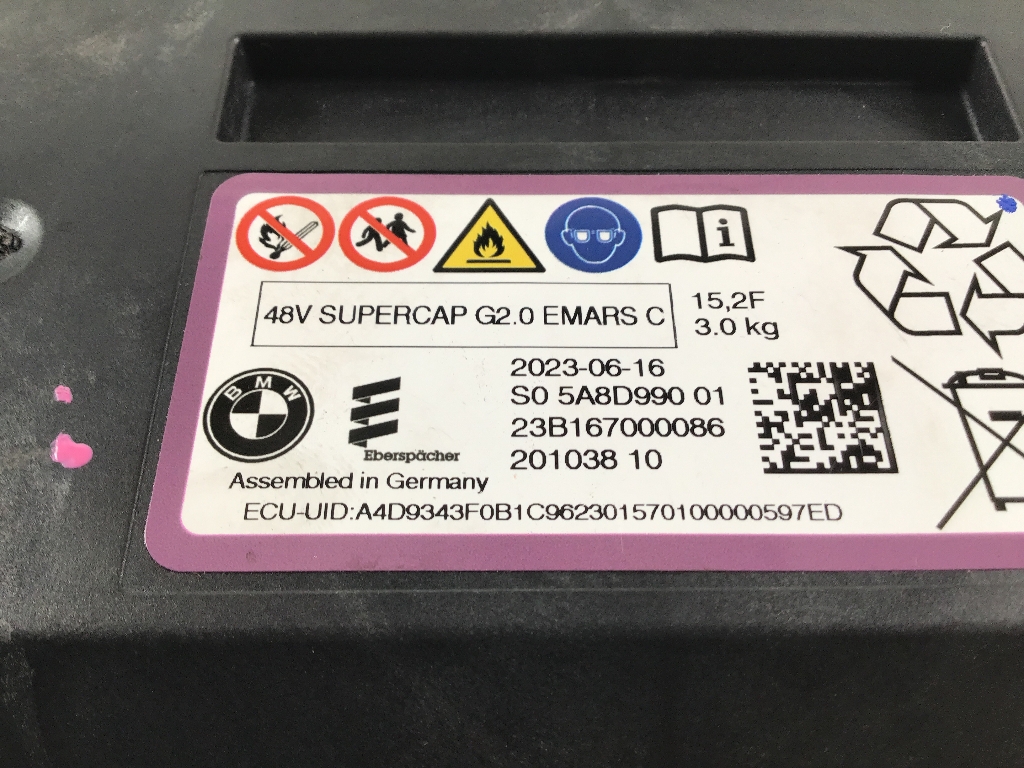 48V SUPERCAP G2.0 EMARS C
15,2F
3.0 kg
2023-06-16
S0 5A8D990 01
23B167000086
201038 10
BMW
Eberspächer
Assembled in Germany
ECU-UID:A4D9343F0B1C962301570100000597ED